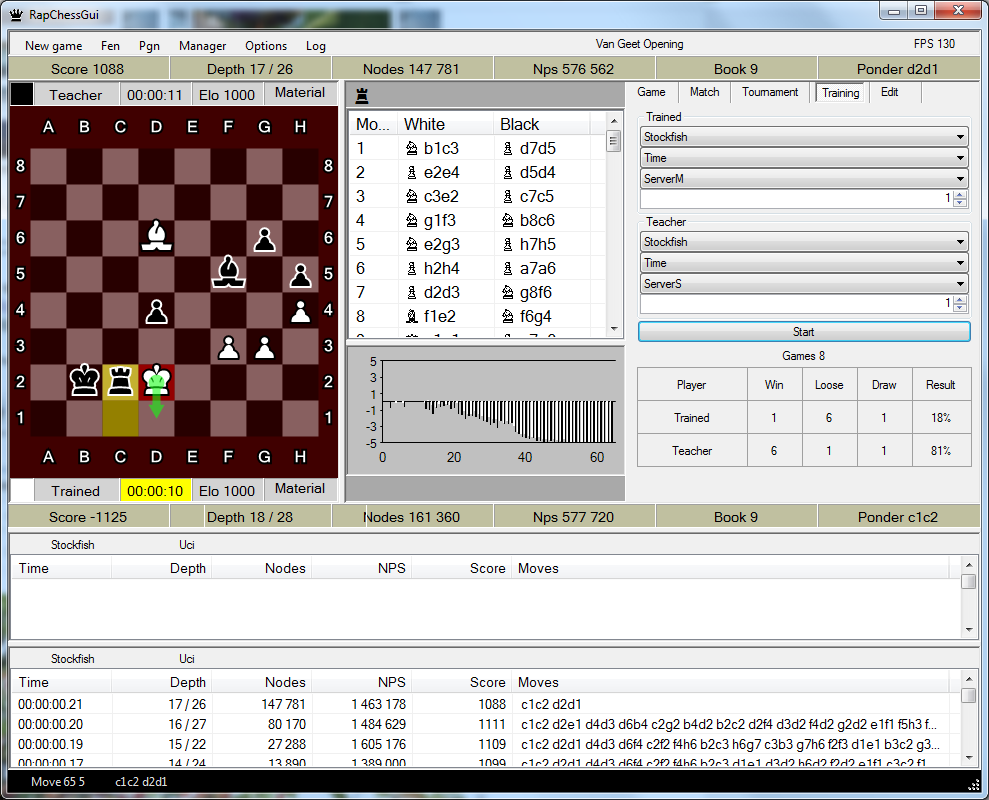 RapChessGui
New game Fen Pgn Manager Options Log Van Geet Opening FPS 130
Score 1088 Depth 17 / 26 Nodes 147 781 Nps 576 562 Book 9 Ponder d2d1
Teacher 00:00:11 Elo 1000 Material
Game Match Tournament Training Edit
A B C D E F G H
8 8
7 7
6 6
5 5
4 4
3 3
2 2
1 1
A B C D E F G H
Trained 00:00:10 Elo 1000 Material
Mo... White Black
1 b1c3 d7d5
2 e2e4 d5d4
3 c3e2 c7c5
4 g1f3 b8c6
5 e2g3 h7h5
6 h2h4 a7a6
7 d2d3 g8f6
8 f1e2 f6g4
5
3
1
-1
-3
-5
0 20 40 60
Trained
Stockfish
Time
ServerM
1
Teacher
Stockfish
Time
ServerS
1
Start
Games 8
Player Win Loose Draw Result
Trained 1 6 1 18%
Teacher 6 1 1 81%
Score -1125 Depth 18 / 28 Nodes 161 360 Nps 577 720 Book 9 Ponder c1c2
Stockfish Uci
Time Depth Nodes NPS Score Moves
Stockfish Uci
Time Depth Nodes NPS Score Moves
00:00:00.21 17 / 26 147 781 1 463 178 1088 c1c2 d2d1
00:00:00.20 16 / 27 80 170 1 484 629 1111 c1c2 d2e1 d4d3 d6b4 c2g2 b4d2 b2c2 d2f4 d3d2 f4d2 g2d2 e1f1 f5h3 f...
00:00:00.19 15 / 22 27 288 1 605 176 1109 c1c2 d2d1 d4d3 d6f4 c2f2 f4h6 b2c3 h6g7 c3b3 g7h6 f2f3 d1e1 b3c2 g3...
00:00:00.17 14 / 24 13 890 1 389 000 1099 c1c2 d2d1 d4d3 d6f4 c2f2 f4h6 b2b3 d1e1 d3d2 h6d2 f2d2 e1f1 c3c2 f1
Move 65 5 c1c2 d2d1